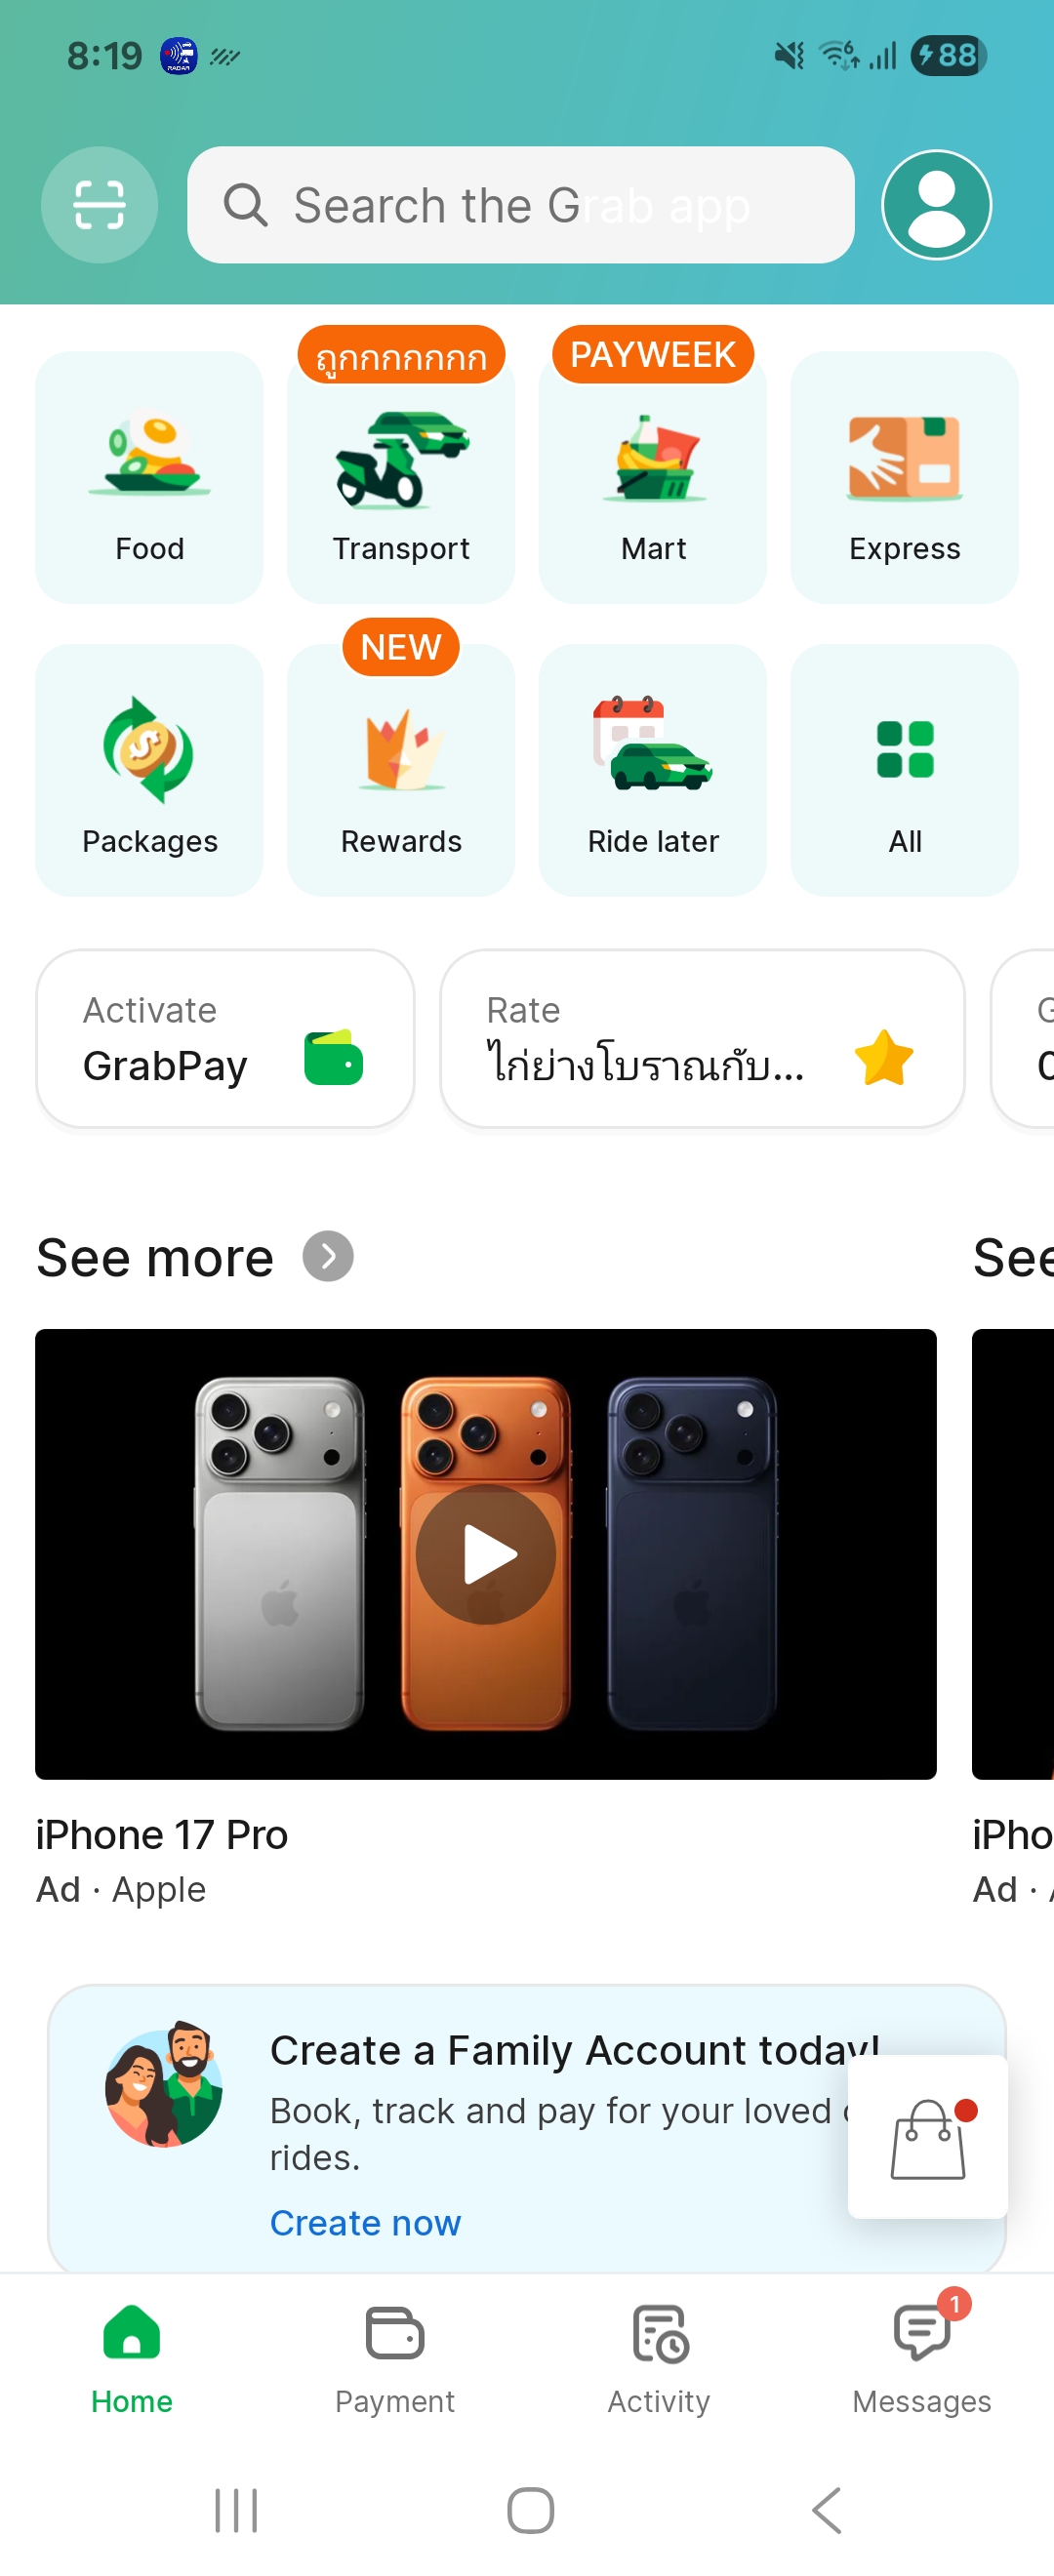 8:19
RADAR
6
88
Search the Grab app
ถูกกกกกกก
PAYWEEK
Food
Transport
Mart
Express
NEW
Packages
Rewards
Ride later
All
Activate
GrabPay
Rate
ไก่ย่างโบราณกับ...
G
See more
See
iPhone 17 Pro
Ad · Apple
iPho
Ad ·
Create a Family Account today!
Book, track and pay for your loved
rides.
Create now
1
Home
Payment
Activity
Messages